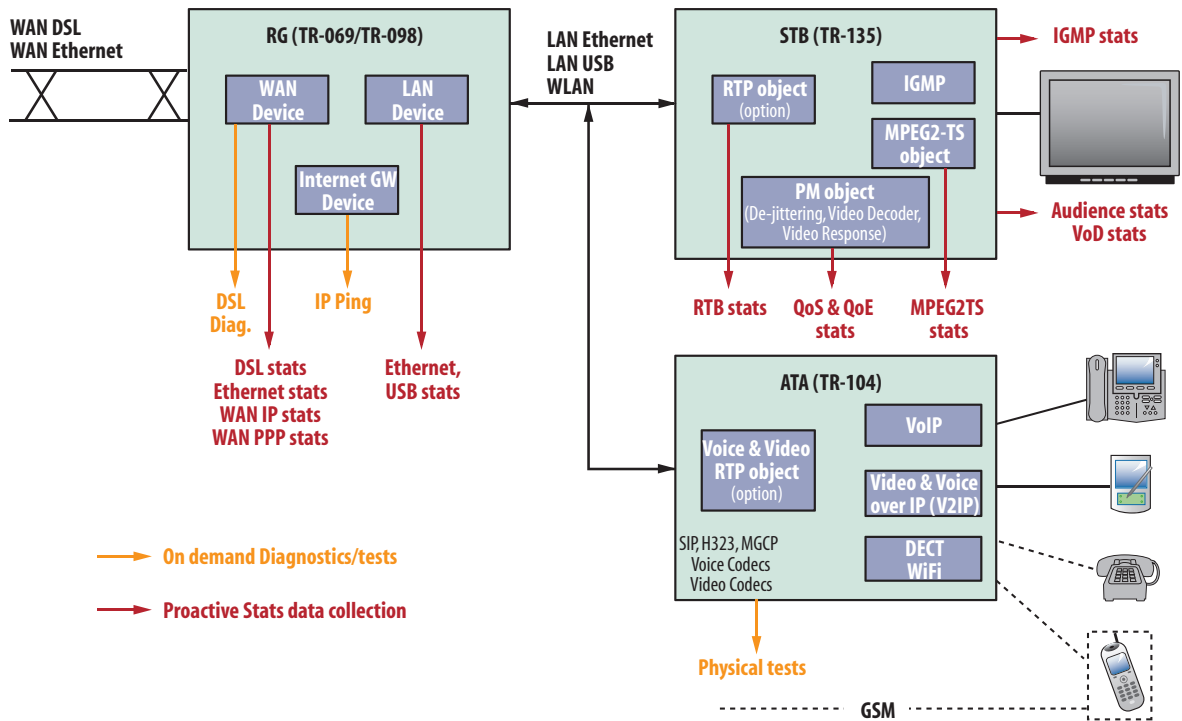 WAN DSL
WAN Ethernet
RG (TR-069/TR-098)
WAN
Device
LAN
Device
Internet GW
Device
DSL
Diag.
IP Ping
DSL stats
Ethernet stats
WAN IP stats
WAN PPP stats
Ethernet,
USB stats
LAN Ethernet
LAN USB
WLAN
STB (TR-135)
RTP object
(option)
IGMP
MPEG2-TS
object
PM object
(De-jittering, Video Decoder,
Video Response)
IGMP stats
Audience stats
VoD stats
RTB stats
QoS & QoE
stats
MPEG2TS
stats
ATA (TR-104)
Voice & Video
RTP object
(option)
VoIP
Video & Voice
over IP (V2IP)
DECT
WiFi
SIP, H323, MGCP
Voice Codecs
Video Codecs
Physical tests
GSM
On demand Diagnostics/tests
Proactive Stats data collection